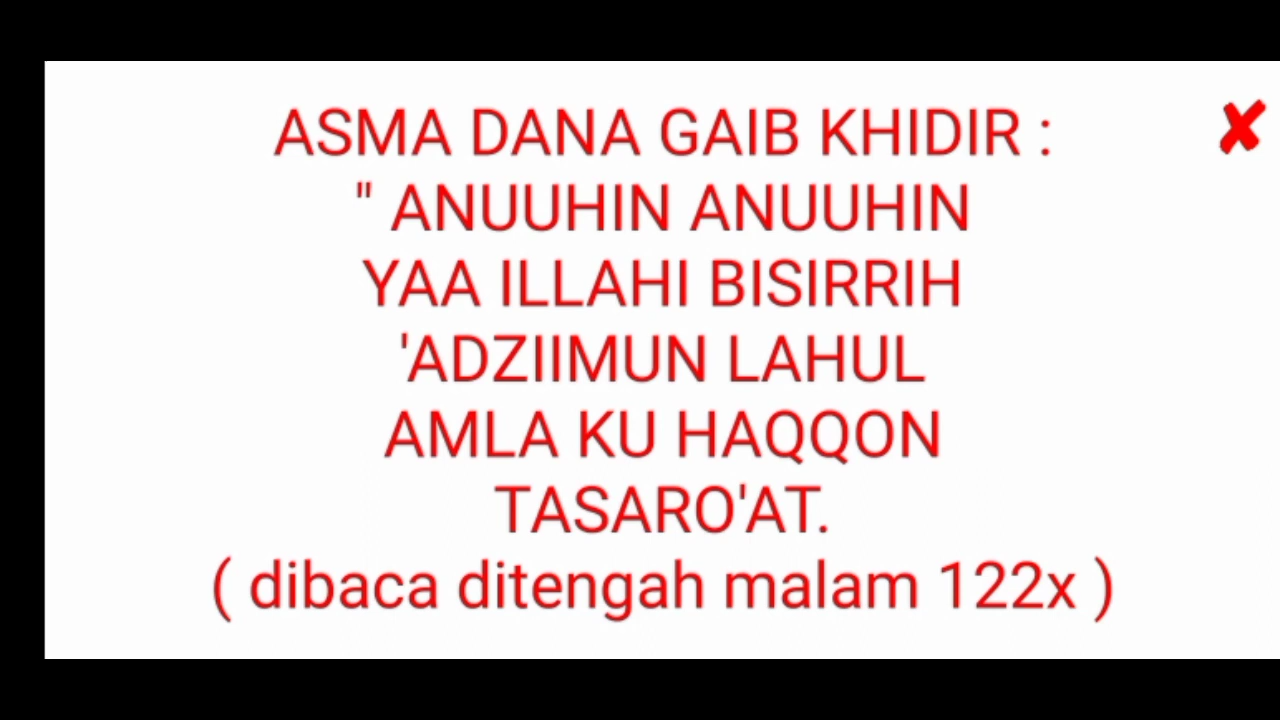 ASMA DANA GAIB KHIDIR :
" ANUUHIN ANUUHIN
YAA ILLAHI BISIRRIH
'ADZIIMUN LAHUL
AMLA KU HAQQON
TASARO'AT.
( dibaca ditengah malam 122x )